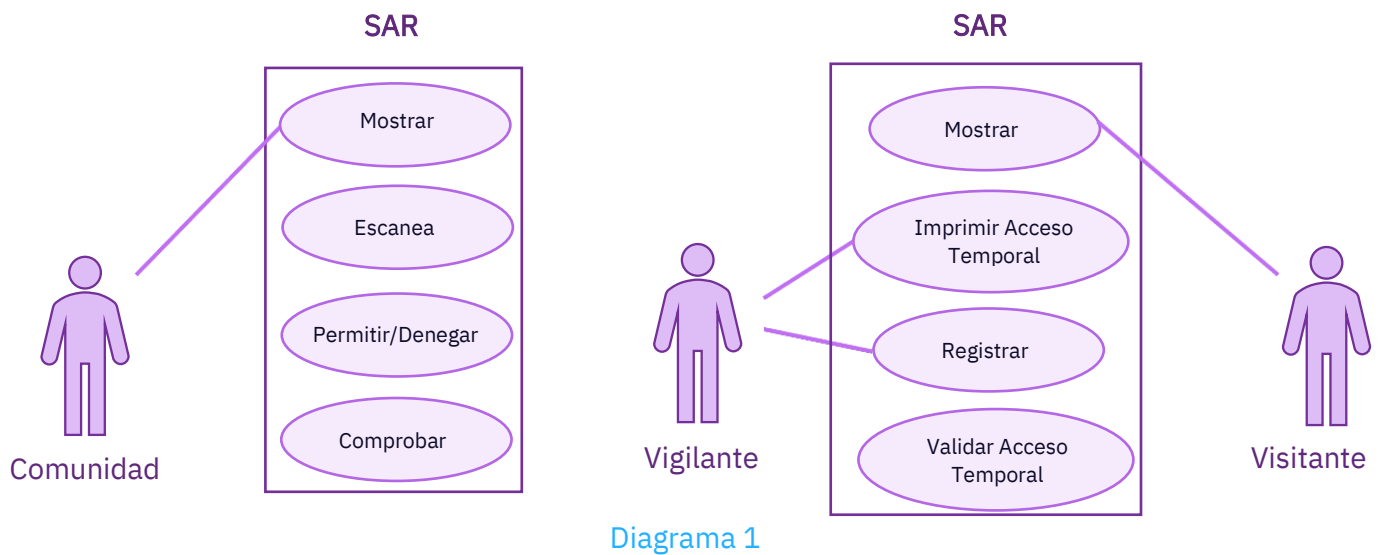 SAR
Mostrar
Escanea
Permitir/Denegar
Comprobar
Comunidad
SAR
Mostrar
Imprimir Acceso
Temporal
Registrar
Validar Acceso
Temporal
Vigilante
Visitante
Diagrama 1